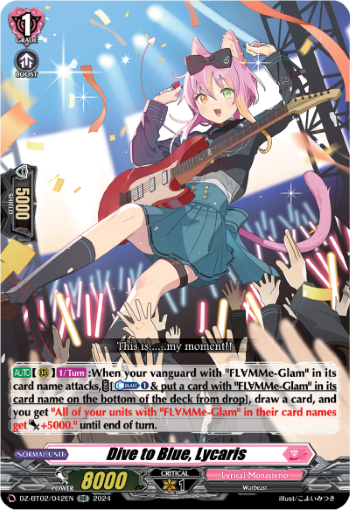 1
GRADE
BOOST
5000
SHIELD
This is......my moment!!
AUTO【 1/Turn】:When your vanguard with "FLVMMe-Glam" in its
card name attacks, COST[C-BLAST 1 & put a card with "FLVMMe-Glam" in its
card name on the bottom of the deck from drop], draw a card, and
you get "All of your units with "FLVMMe-Glam" in their card names
get +5000." until end of turn.
NORMAL UNIT
Dive to Blue, Lycaris
POWER 8000
CRITICAL
1
Lyrical Monasterio
Warbeast
DZ-BT02/042EN RR 2024
illust/こよいみつき